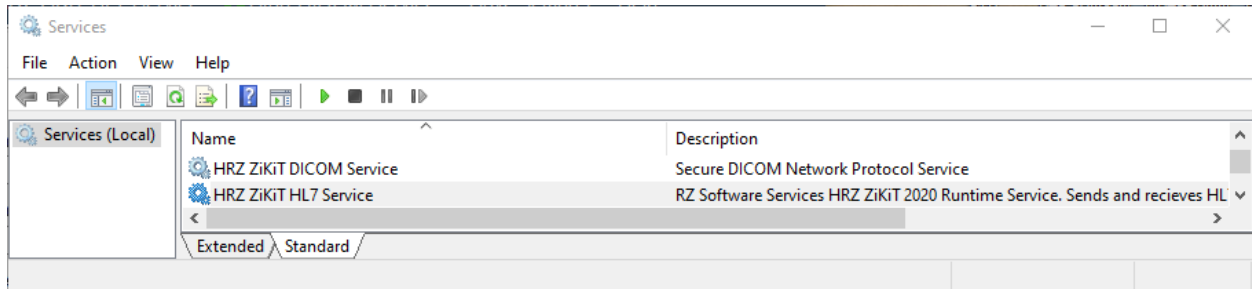 Services
File Action View Help
Services (Local)
Name Description
HRZ ZiKiT DICOM Service Secure DICOM Network Protocol Service
HRZ ZiKiT HL7 Service RZ Software Services HRZ ZiKiT 2020 Runtime Service. Sends and recieves HL
Extended Standard